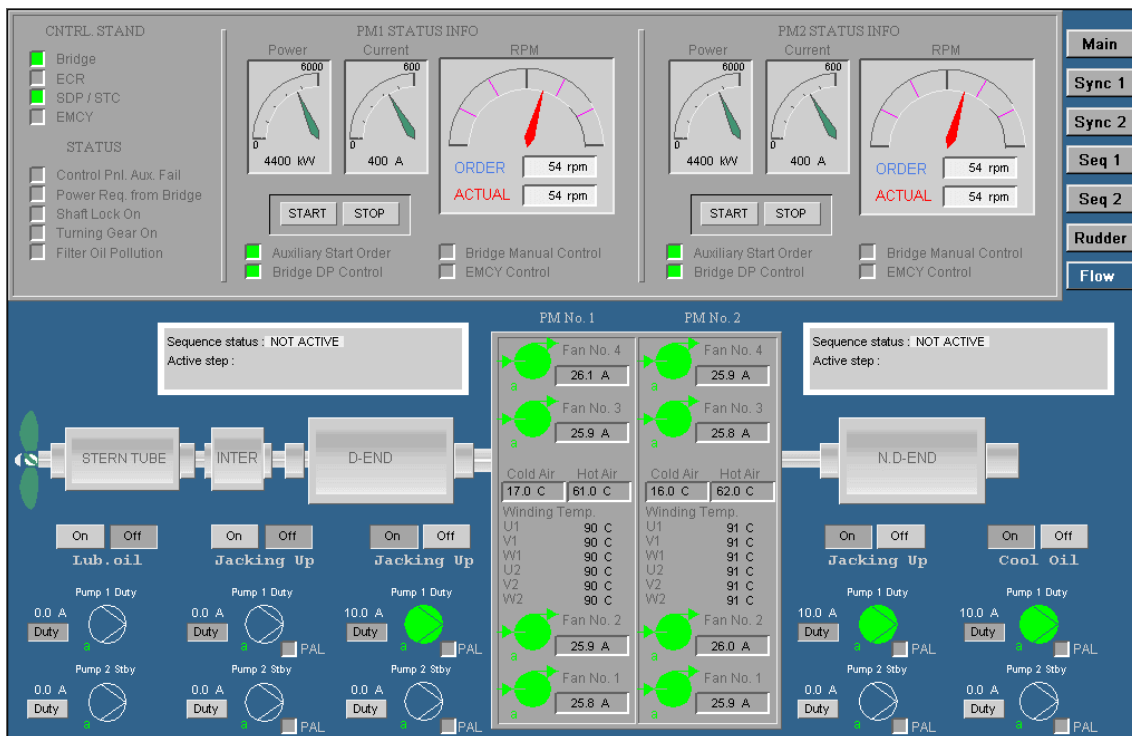 CNTRL. STAND
Bridge
ECR
SDP / STC
EMCY
STATUS
Control Pnl. Aux. Fail
Power Req. from Bridge
Shaft Lock On
Turning Gear On
Filter Oil Pollution
PM1 STATUS INFO
Power Current RPM
6000 600
0 0
4400 kW 400 A
ORDER 54 rpm
ACTUAL 54 rpm
START STOP
Auxiliary Start Order Bridge Manual Control
Bridge DP Control EMCY Control
PM2 STATUS INFO
Power Current RPM
6000 600
0 0
4400 kW 400 A
ORDER 54 rpm
ACTUAL 54 rpm
START STOP
Auxiliary Start Order Bridge Manual Control
Bridge DP Control EMCY Control
Main
Sync 1
Sync 2
Seq 1
Seq 2
Rudder
Flow
Sequence status : NOT ACTIVE
Active step :
PM No. 1 PM No. 2
Fan No. 4 Fan No. 4
a 26.1 A a 25.9 A
Fan No. 3 Fan No. 3
a 25.9 A a 25.8 A
Cold Air Hot Air Cold Air Hot Air
17.0 C 61.0 C 16.0 C 62.0 C
Winding Temp. Winding Temp.
U1 90 C U1 91 C
V1 90 C V1 91 C
W1 90 C W1 91 C
U2 90 C U2 91 C
V2 90 C V2 91 C
W2 90 C W2 91 C
Fan No. 2 Fan No. 2
a 25.9 A a 26.0 A
Fan No. 1 Fan No. 1
a 25.8 A a 25.9 A
Sequence status : NOT ACTIVE
Active step :
STERN TUBE INTER D-END N.D-END
On Off On Off On Off On Off On Off
Lub.oil Jacking Up Jacking Up Jacking Up Cool Oil
Pump 1 Duty Pump 1 Duty Pump 1 Duty Pump 1 Duty Pump 1 Duty
0.0 A 0.0 A 10.0 A 10.0 A 10.0 A
Duty Duty Duty Duty Duty
a a PAL a PAL a PAL a PAL
Pump 2 Stby Pump 2 Stby Pump 2 Stby Pump 2 Stby Pump 2 Stby
0.0 A 0.0 A 0.0 A 0.0 A 0.0 A
Duty Duty Duty Duty Duty
a a PAL a PAL a PAL a PAL